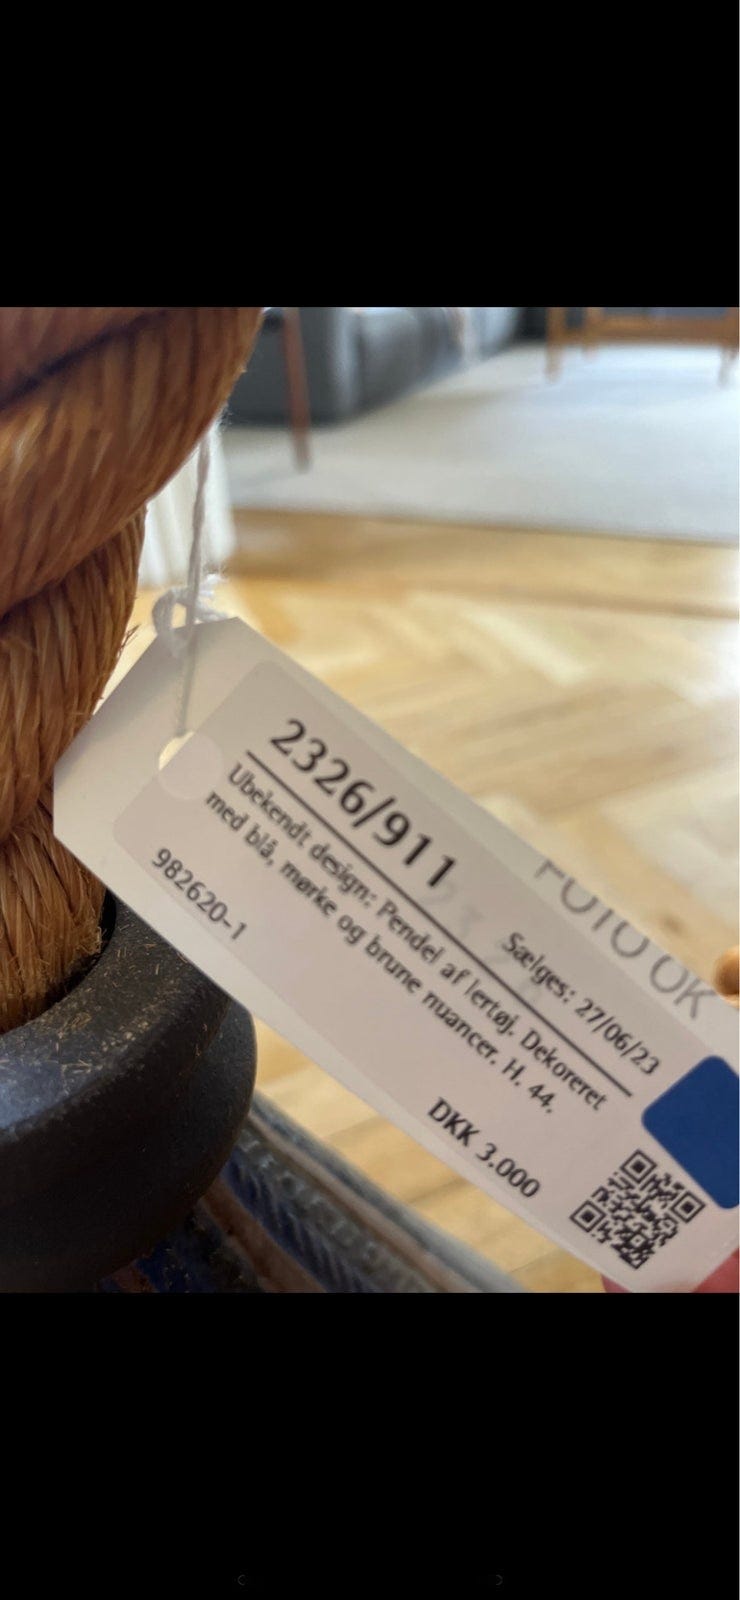 2326/911
Sælges: 27/06/23
Ubekendt design: Pendel af lertøj. Dekoreret
med blå, mørke og brune nuancer. H. 44.
982620-1
DKK 3.000
FOTO OK